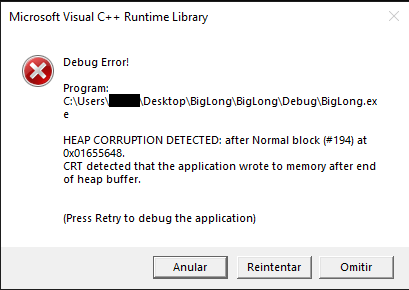 Microsoft Visual C++ Runtime Library
Debug Error!
Program:
C:\Users\ \Desktop\BigLong\BigLong\Debug\BigLong.ex
e
HEAP CORRUPTION DETECTED: after Normal block (#194) at
0x01655648.
CRT detected that the application wrote to memory after end
of heap buffer.
(Press Retry to debug the application)
Anular Reintentar Omitir